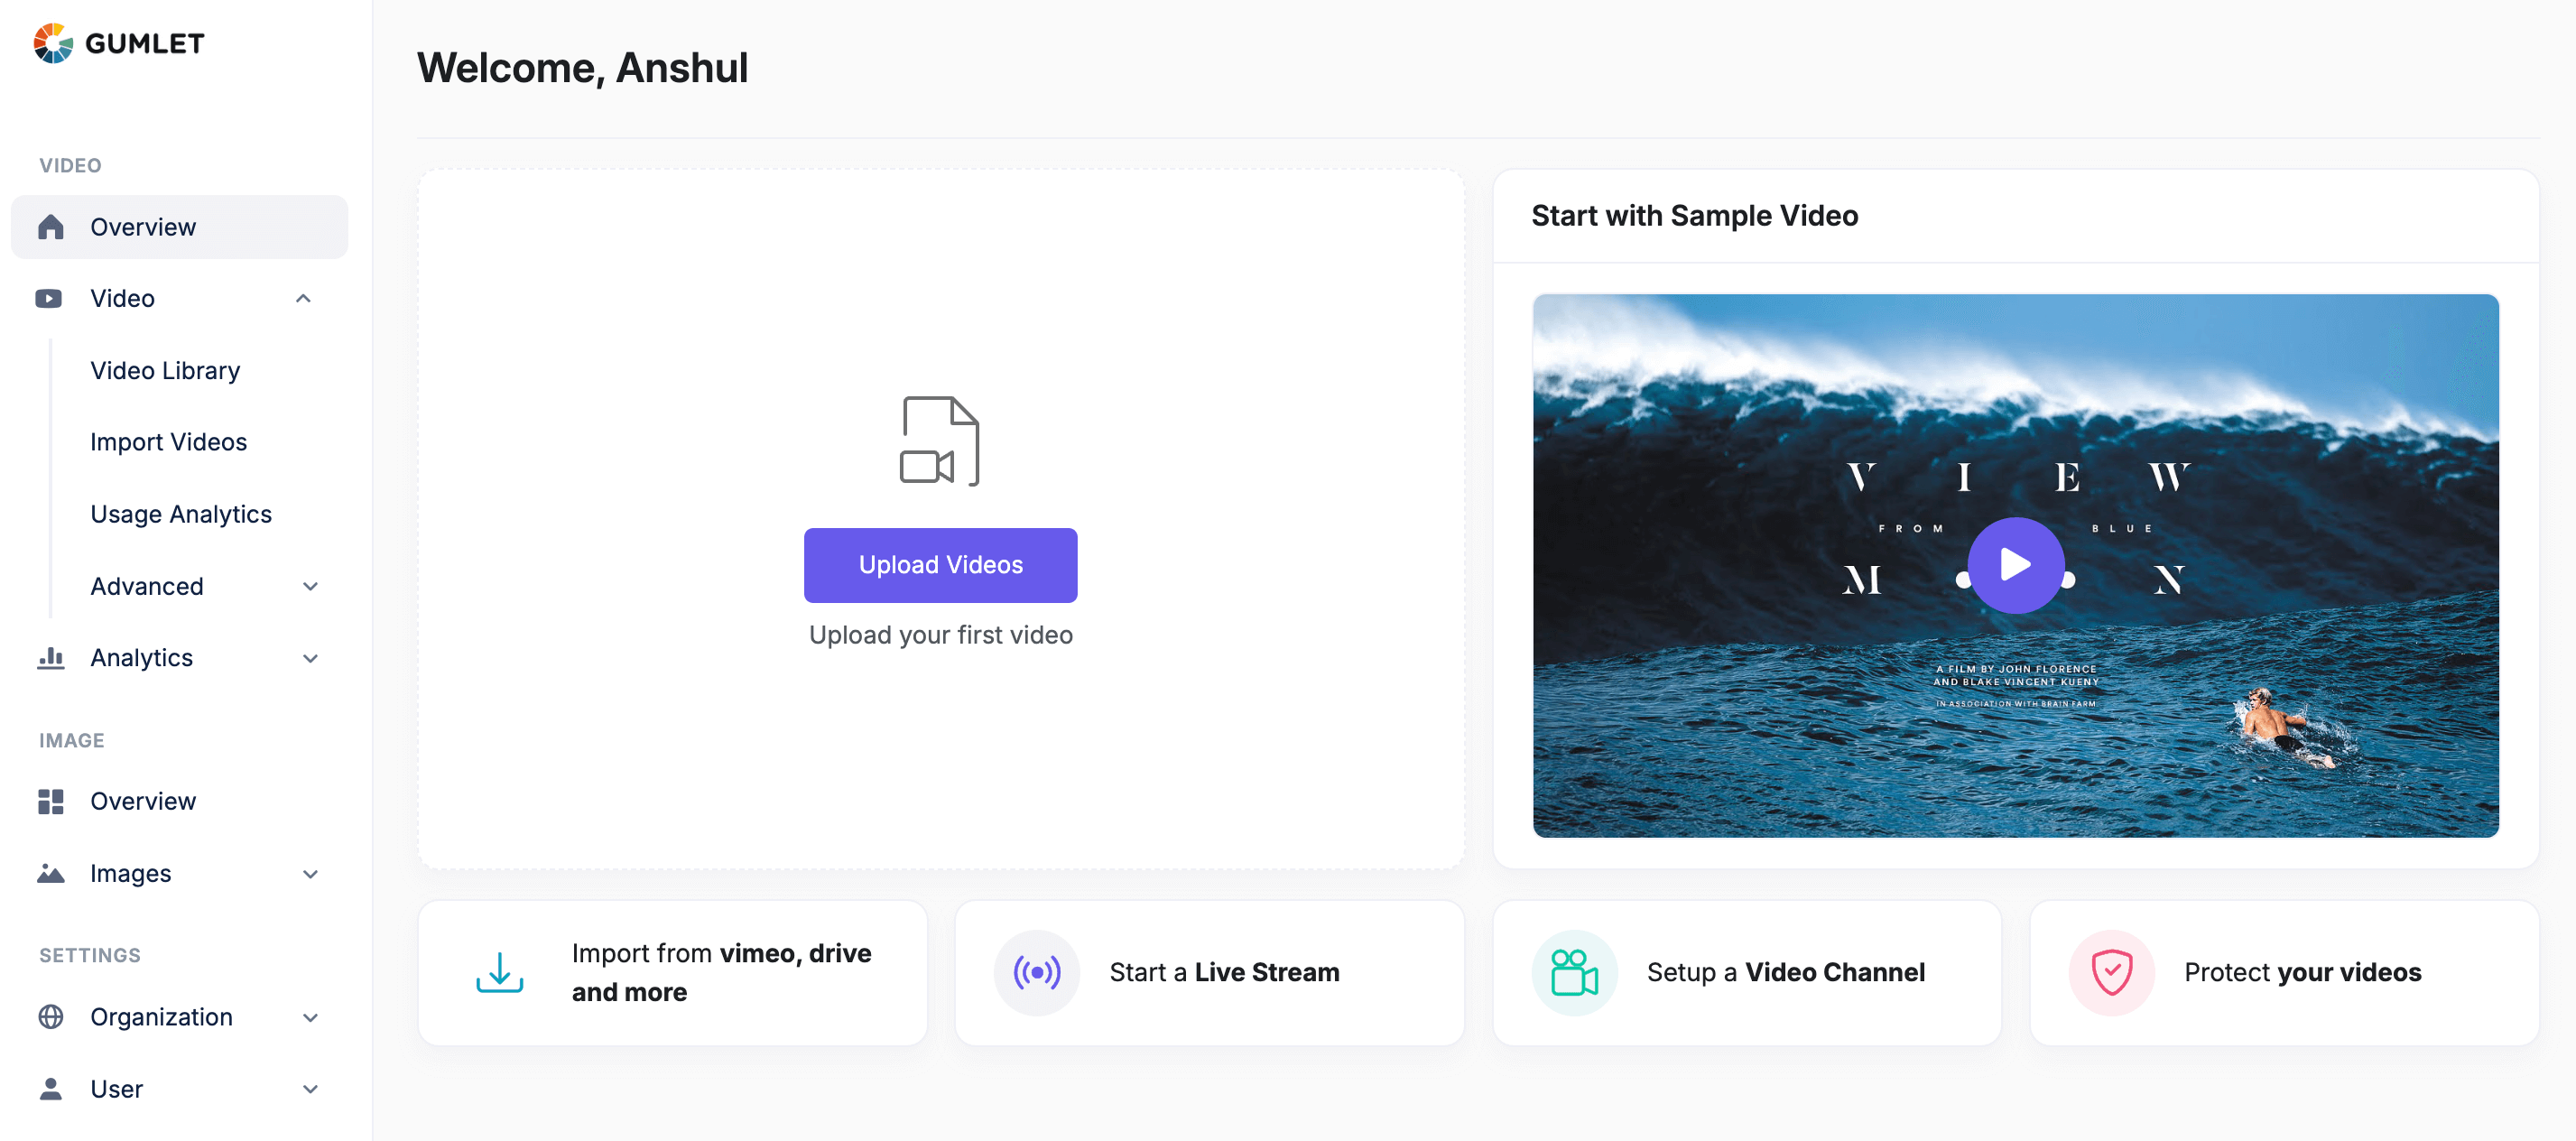 GUMLET
VIDEO
Overview
Video
Video Library
Import Videos
Usage Analytics
Advanced
Analytics
IMAGE
Overview
Images
SETTINGS
Organization
User
Welcome, Anshul
Upload Videos
Upload your first video
Start with Sample Video
VIEW
FROM BLUE
M N
A FILM BY JOHN FLORENCE
AND BLAKE VINCENT KUENY
IN ASSOCIATION WITH BRAIN FARM
Import from vimeo, drive
and more
Start a Live Stream
Setup a Video Channel
Protect your videos